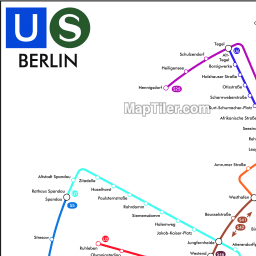 U S
BERLIN
Tegel
Schulzendorf
Alt-Tegel
Borsigwerke
Heiligensee
Holzhauser Straße
Hennigsdorf
Otisstraße
Scharnweberstraße
Kurt-Schumacher-Platz
MapTiler.com
Afrikanische Straße
Amrumer Straße
Altstadt Spandau
Zitadelle
Rathaus Spandau
Haselhorst
Spandau
Paulsternstraße
Rohrdamm
Siemensdamm
Halemweg
Jakob-Kaiser-Platz
Jungfernheide
Westhafen
Beusselstraße
Stresow
Ruhleben
Olympiastadion
Westend